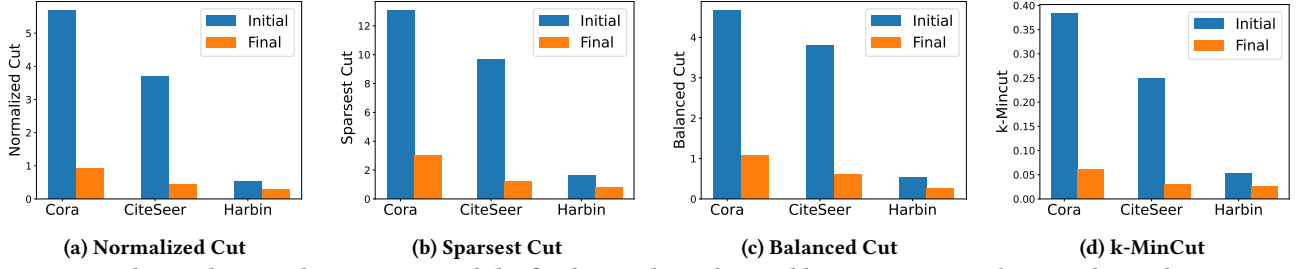 Normalized Cut
5
4
3
2
1
0
Initial
Final
Cora CiteSeer Harbin
(a) Normalized Cut
Sparsest Cut
12
10
8
6
4
2
0
Initial
Final
Cora CiteSeer Harbin
(b) Sparsest Cut
Balanced Cut
4
3
2
1
0
Initial
Final
Cora CiteSeer Harbin
(c) Balanced Cut
k-Mincut
0.40
0.35
0.30
0.25
0.20
0.15
0.10
0.05
0.00
Initial
Final
Cora CiteSeer Harbin
(d) k-MinCut